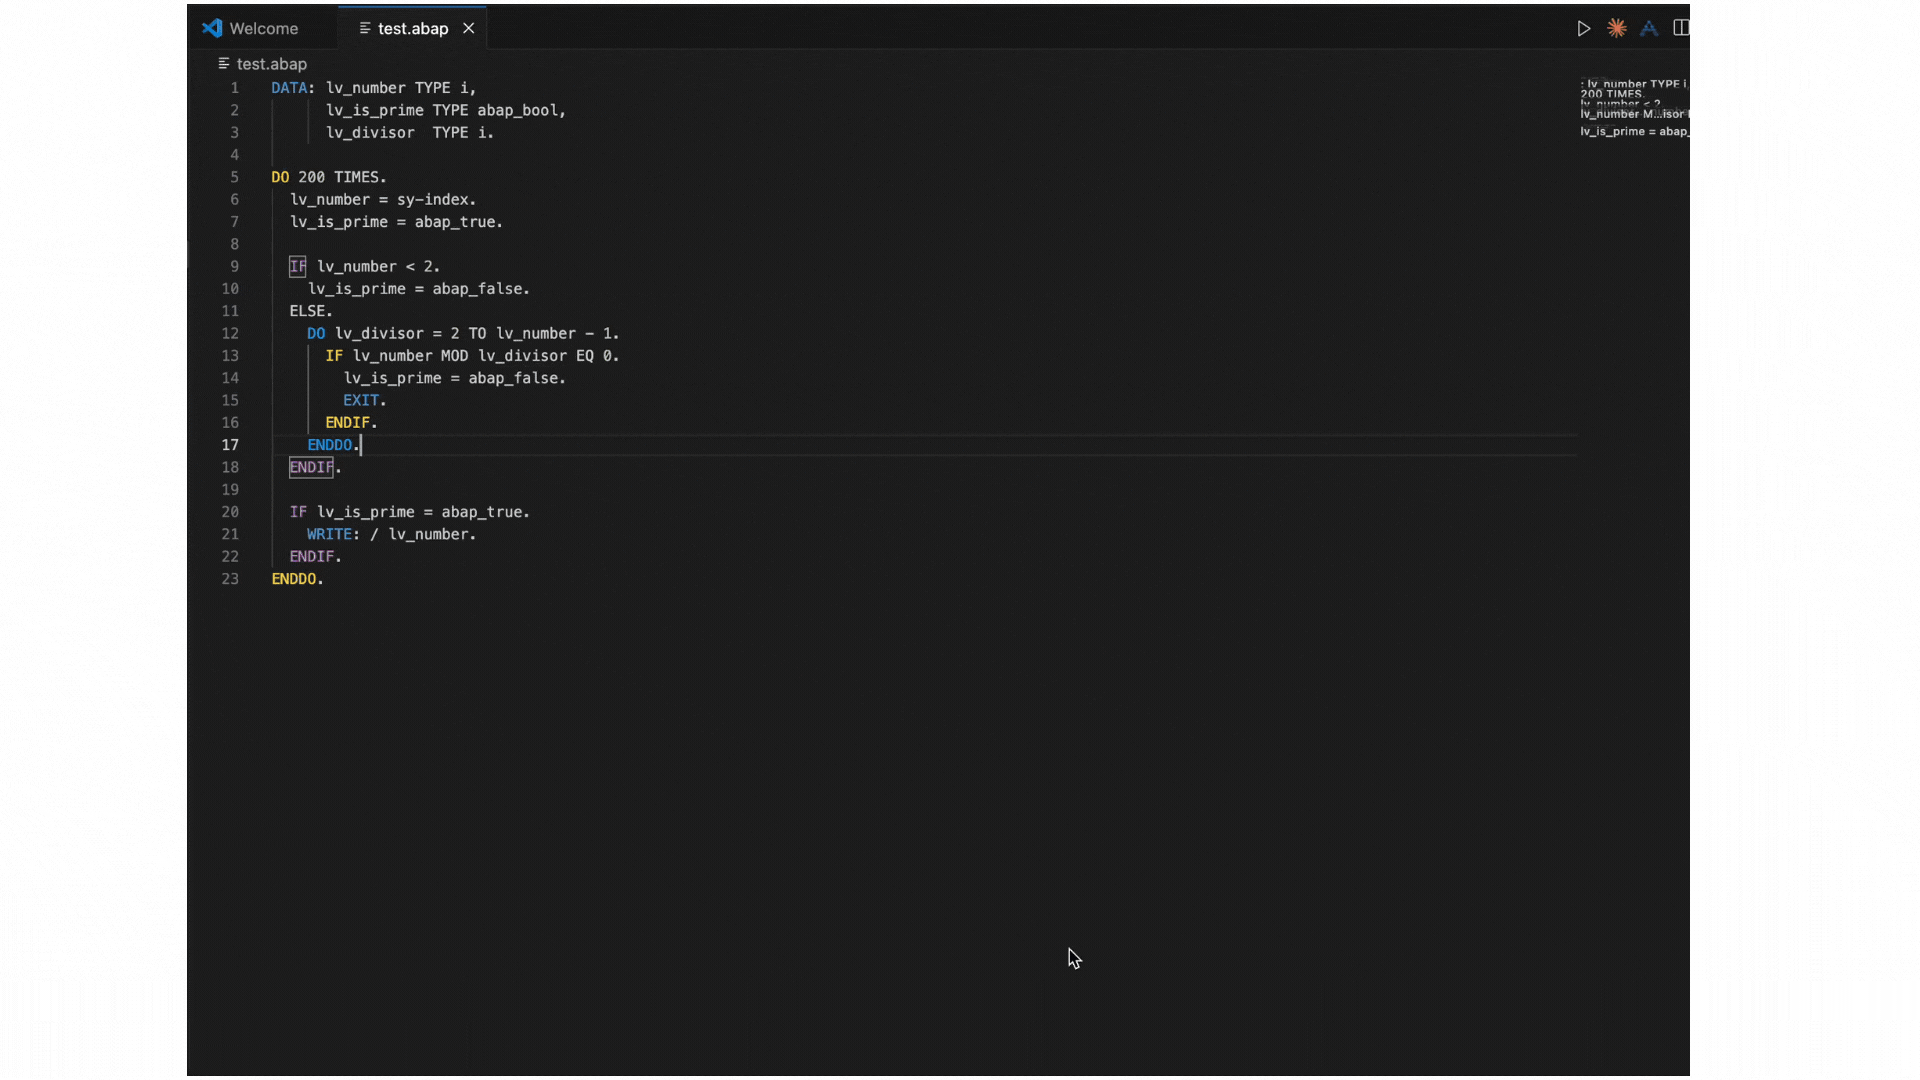 Welcome
test.abap
test.abap
1 DATA: lv_number TYPE i,
2 lv_is_prime TYPE abap_bool,
3 lv_divisor  TYPE i.
4
5 DO 200 TIMES.
6 lv_number = sy-index.
7 lv_is_prime = abap_true.
8
9 IF lv_number < 2.
10 lv_is_prime = abap_false.
11 ELSE.
12 DO lv_divisor = 2 TO lv_number - 1.
13 IF lv_number MOD lv_divisor EQ 0.
14 lv_is_prime = abap_false.
15 EXIT.
16 ENDIF.
17 ENDDO.
18 ENDIF.
19
20 IF lv_is_prime = abap_true.
21 WRITE: / lv_number.
22 ENDIF.
23 ENDDO.
: lv_number TYPE i,
200 TIMES.
lv_number < 2
lv_number M...isor
lv_is_prime = abap_